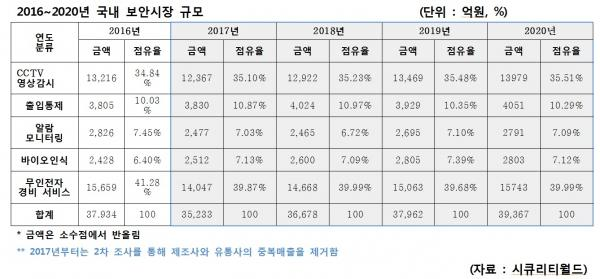 2016~2020년 국내 보안시장 규모 (단위 : 억원, %)
연도 분류 2016년 2017년 2018년 2019년 2020년
금액 점유율 금액 점유율 금액 점유율 금액 점유율 금액 점유율
CCTV 영상감시 13,216 34.84% 12,367 35.10% 12,922 35.23% 13,469 35.48% 13979 35.51%
출입통제 3,805 10.03% 3,830 10.87% 4,024 10.97% 3,929 10.35% 4051 10.29%
알람 모니터링 2,826 7.45% 2,477 7.03% 2,465 6.72% 2,695 7.10% 2791 7.09%
바이오인식 2,428 6.40% 2,512 7.13% 2,600 7.09% 2,805 7.39% 2803 7.12%
무인전자 경비 서비스 15,659 41.28% 14,047 39.87% 14,668 39.99% 15,063 39.68% 15743 39.99%
합계 37.934 100 35,233 100 36,678 100 37,962 100 39,367 100
* 금액은 소수점에서 반올림
** 2017년부터는 2차 조사를 통해 제조사와 유통사의 중복매출을 제거함
(자료 : 시큐리티월드)